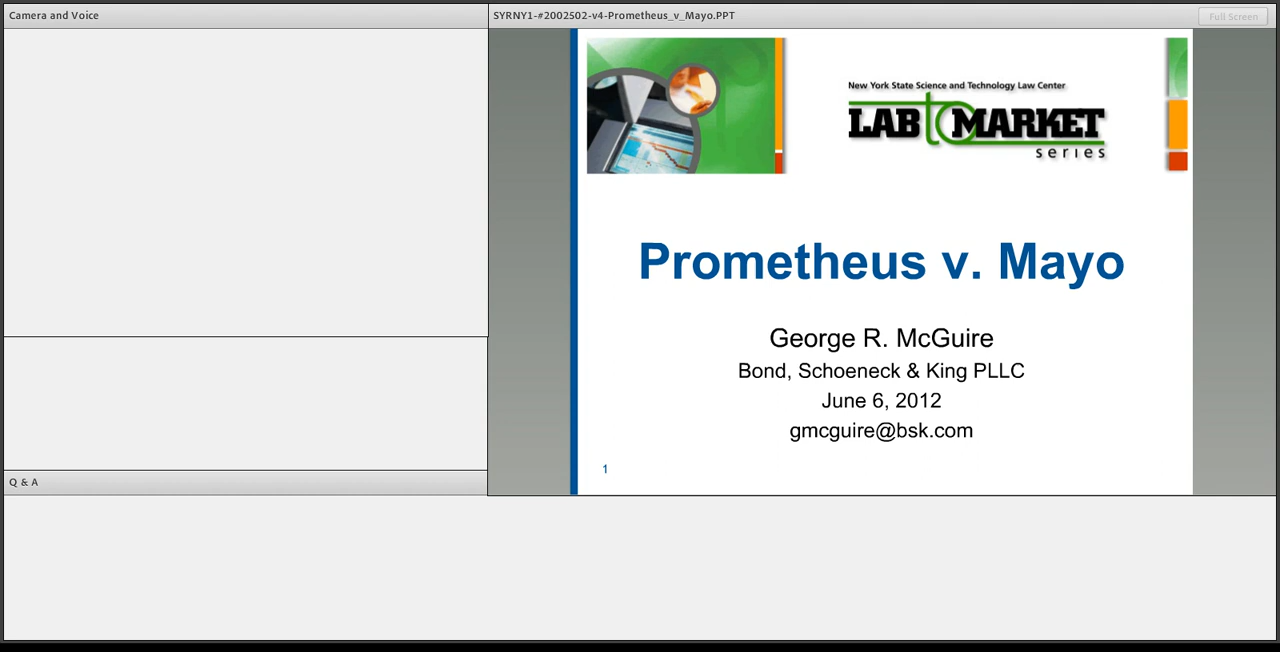 Camera and Voice
SYRNY1-#2002502-v4-Prometheus_v_Mayo.PPT
Full Screen
New York State Science and Technology Law Center
LAB to MARKET
series
Prometheus v. Mayo
George R. McGuire
Bond, Schoeneck & King PLLC
June 6, 2012
gmcguire@bsk.com
1
Q & A